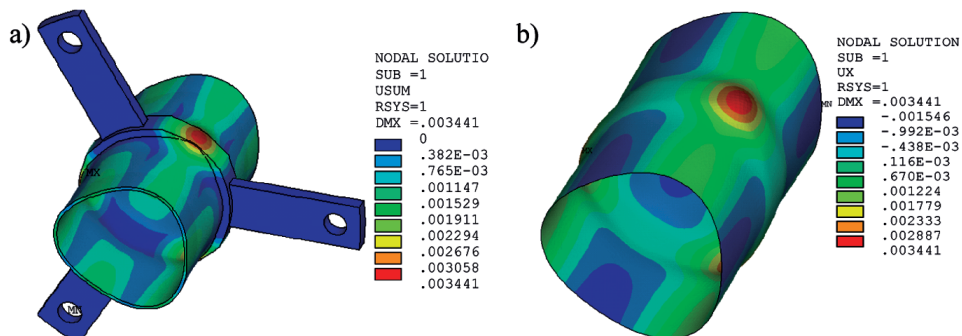 a)
NODAL SOLUTIO
SUB =1
USUM
RSYS=1
DMX =.003441
0
.382E-03
.765E-03
.001147
.001529
.001911
.002294
.002676
.003058
.003441
MX
MN
b)
NODAL SOLUTION
SUB =1
UX
RSYS=1
DMX =.003441
-.001546
-.992E-03
-.438E-03
.116E-03
.670E-03
.001224
.001779
.002333
.002887
.003441
MN
MX